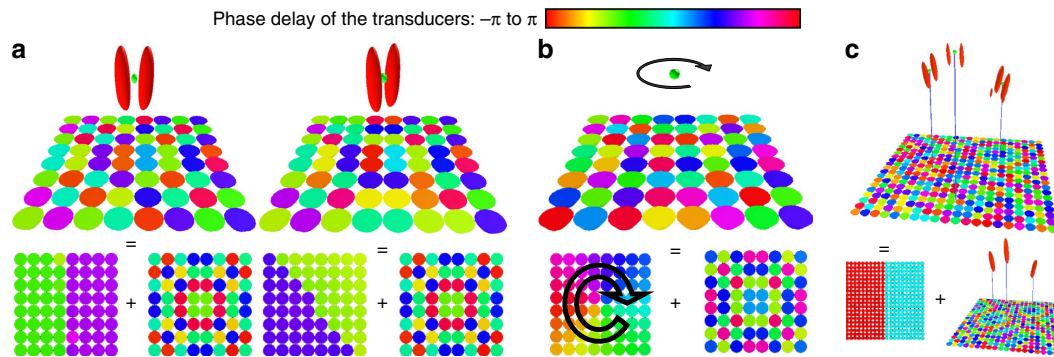 Phase delay of the transducers: –π to π
a
b
c
=
=
=
=
+
+
+
+